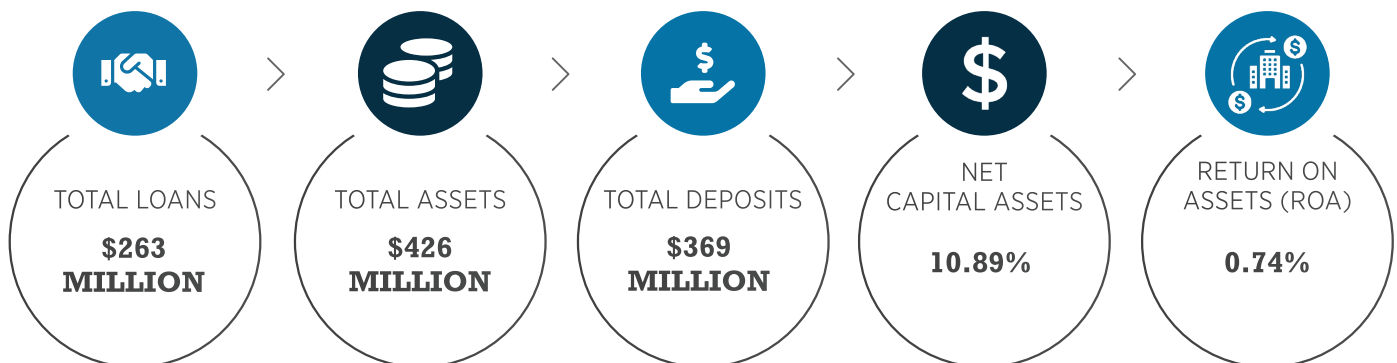 TOTAL LOANS
$263
MILLION
TOTAL ASSETS
$426
MILLION
TOTAL DEPOSITS
$369
MILLION
NET
CAPITAL ASSETS
10.89%
RETURN ON
ASSETS (ROA)
0.74%